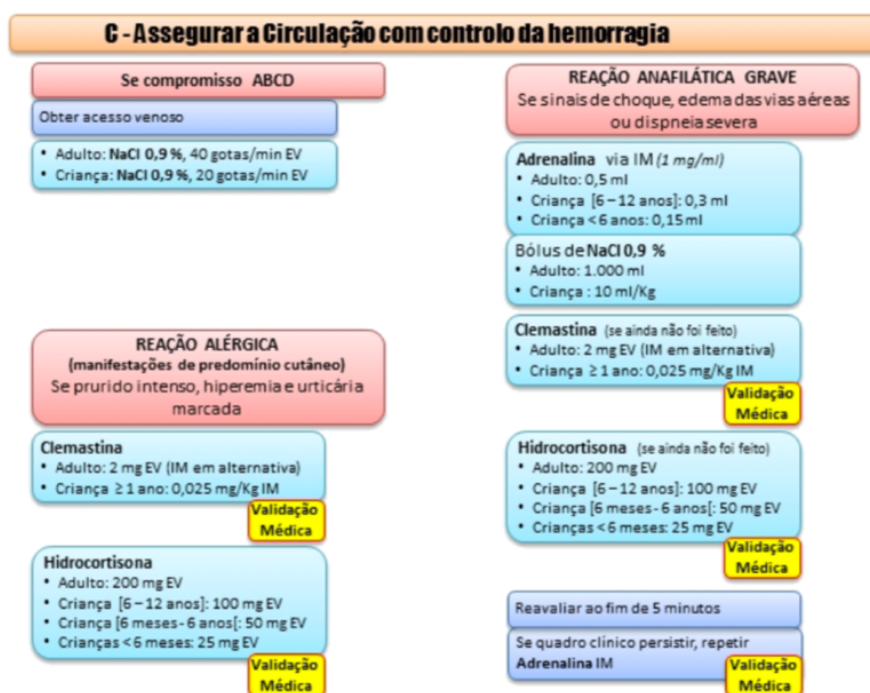 C - Assegurar a Circulação com controlo da hemorragia
Se compromisso ABCD
Obter acesso venoso
• Adulto: NaCl 0,9 %, 40 gotas/min EV
• Criança: NaCl 0,9 %, 20 gotas/min EV
REAÇÃO ALÉRGICA
(manifestações de predomínio cutâneo)
Se prurido intenso, hiperemia e urticária
marcada
Clemastina
• Adulto: 2 mg EV (IM em alternativa)
• Criança ≥ 1 ano: 0,025 mg/Kg IM
Validação
Médica
Hidrocortisona
• Adulto: 200 mg EV
• Criança [6 – 12 anos]: 100 mg EV
• Criança [6 meses - 6 anos[: 50 mg EV
• Crianças < 6 meses: 25 mg EV
Validação
Médica
REAÇÃO ANAFILÁTICA GRAVE
Se sinais de choque, edema das vias aéreas
ou dispneia severa
Adrenalina via IM (1 mg/ml)
• Adulto: 0,5 ml
• Criança [6 – 12 anos]: 0,3 ml
• Criança < 6 anos: 0,15 ml
Bólus de NaCl 0,9 %
• Adulto: 1.000 ml
• Criança : 10 ml/Kg
Clemastina (se ainda não foi feito)
• Adulto: 2 mg EV (IM em alternativa)
• Criança ≥ 1 ano: 0,025 mg/Kg IM
Validação
Médica
Hidrocortisona (se ainda não foi feito)
• Adulto: 200 mg EV
• Criança [6 – 12 anos]: 100 mg EV
• Criança [6 meses - 6 anos[: 50 mg EV
• Crianças < 6 meses: 25 mg EV
Validação
Médica
Reavaliar ao fim de 5 minutos
Se quadro clínico persistir, repetir
Adrenalina IM
Validação
Médica